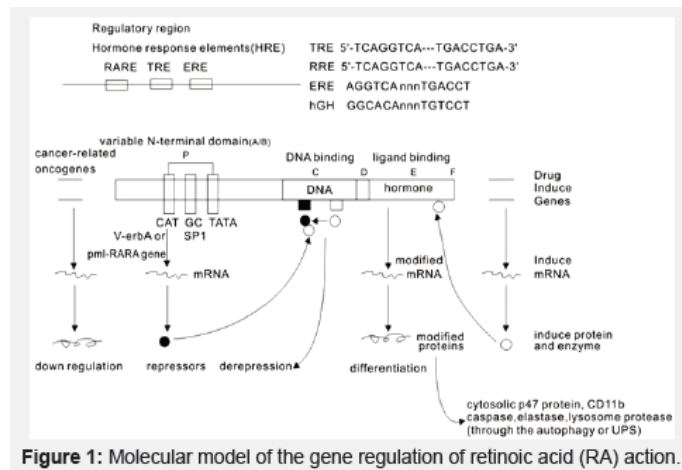 Regulatory region
Hormone response elements(HRE)
RARE TRE ERE
TRE 5'-TCAGGTCA---TGACCTGA-3'
RRE 5'-TCAGGTCA---TGACCTGA-3'
ERE AGGTCAnnnTGACCT
hGH GGCACAnnnTGTCCT
cancer-related
oncogenes
variable N-terminal domain(A/B)
P
DNA binding
C
D
ligand binding
E
F
DNA
hormone
Drug
Induce
Genes
CAT GC TATA
V-erbA or SP1
pml-RARA gene
mRNA
modified
mRNA
Induce
mRNA
down regulation
repressors
derepression
modified
proteins
differentiation
induce protein
and enzyme
cytosolic p47 protein, CD11b
caspase,elastase,lysosome protease
(through the autophagy or UPS)
Figure 1: Molecular model of the gene regulation of retinoic acid (RA) action.